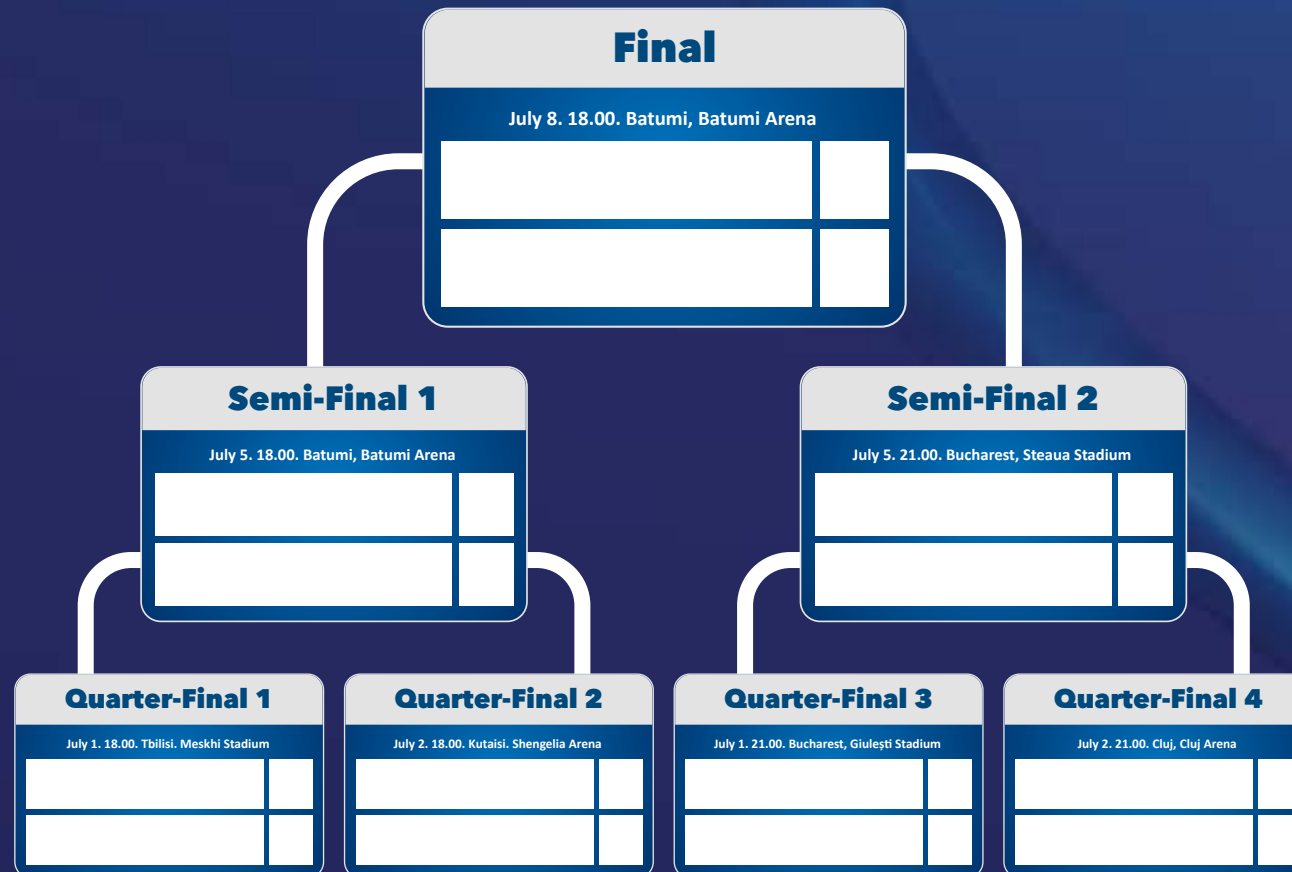 Final
July 8. 18.00. Batumi, Batumi Arena
Semi-Final 1
July 5. 18.00. Batumi, Batumi Arena
Semi-Final 2
July 5. 21.00. Bucharest, Steaua Stadium
Quarter-Final 1
July 1. 18.00. Tbilisi. Meskhi Stadium
Quarter-Final 2
July 2. 18.00. Kutaisi. Shengelia Arena
Quarter-Final 3
July 1. 21.00. Bucharest, Giulești Stadium
Quarter-Final 4
July 2. 21.00. Cluj, Cluj Arena